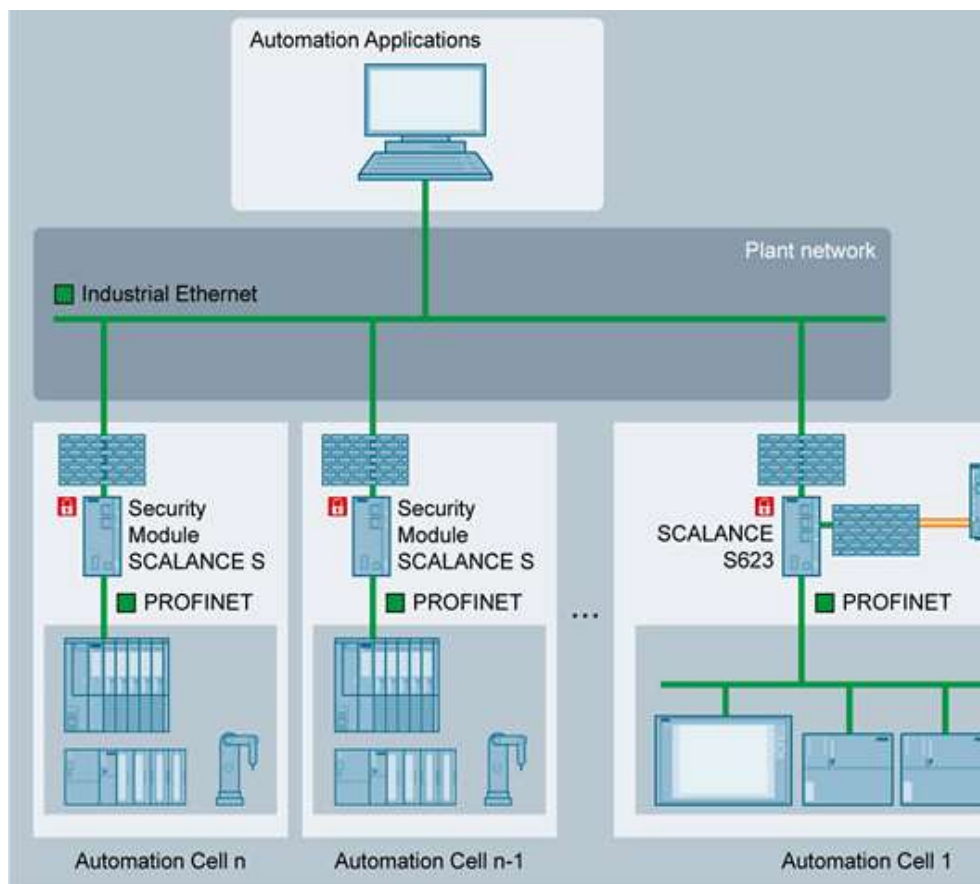 Automation Applications
Plant network
Industrial Ethernet
Security
Module
SCALANCE S
PROFINET
Security
Module
SCALANCE S
PROFINET
...
SCALANCE
S623
PROFINET
Automation Cell n
Automation Cell n-1
Automation Cell 1